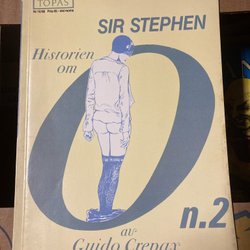 TOPAS
SIR STEPHEN
Historien
om
O
n.2
av
Guido Crepax